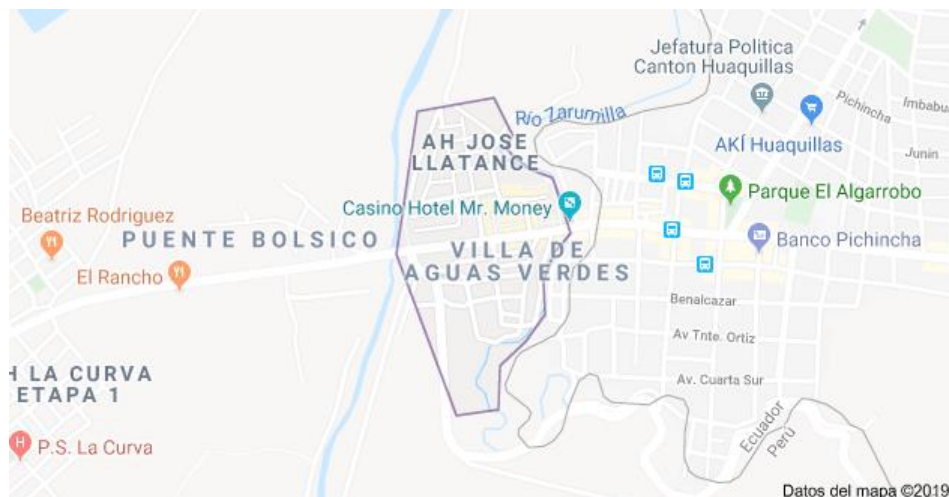 Jefatura Politica
Canton Huaquillas
Pichincha
Imbabu
Río Zarumilla
AKÍ Huaquillas
Junin
AH JOSE
LLATANCE
Parque El Algarrobo
Casino Hotel Mr. Money
Beatriz Rodriguez
PUENTE BOLSICO
Banco Pichincha
VILLA DE
AGUAS VERDES
El Rancho
Benalcazar
Av Tnte. Ortiz
H LA CURVA
ETAPA 1
Av. Cuarta Sur
Ecuador
Perú
H
P.S. La Curva
Datos del mapa ©2019